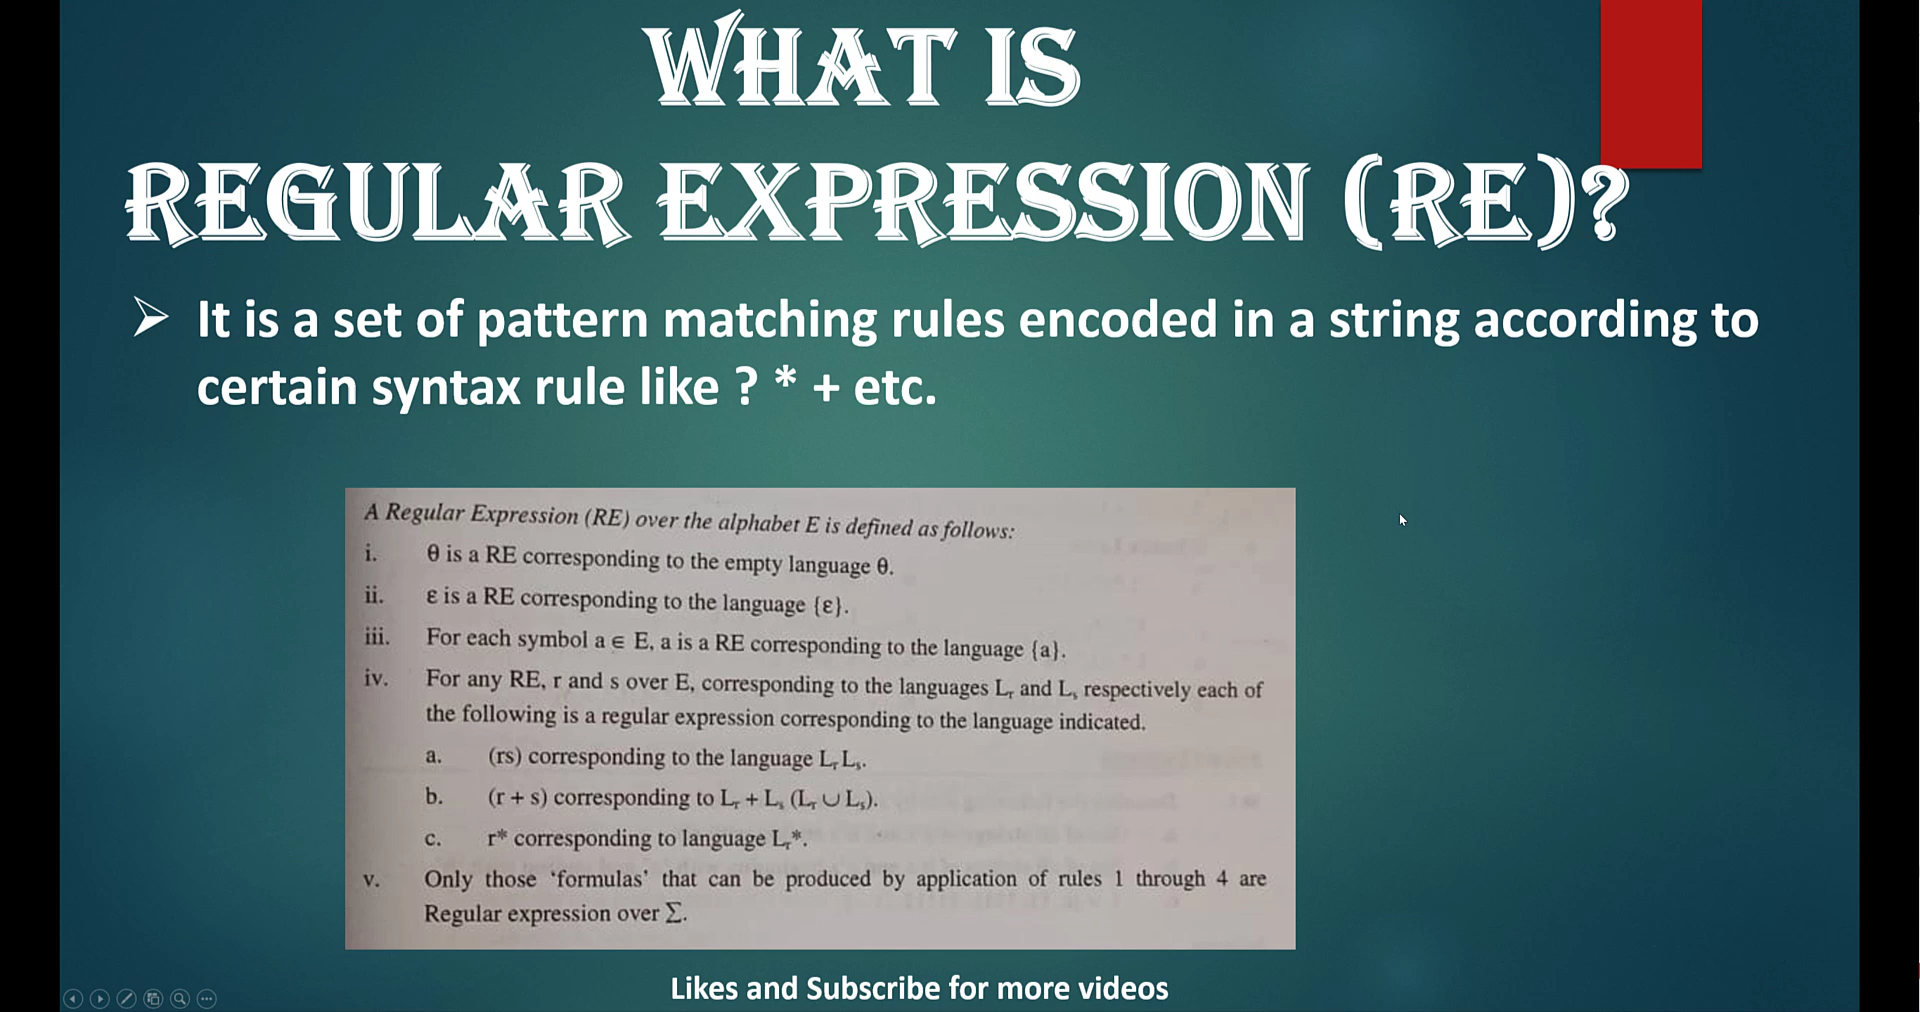 WHAT IS
REGULAR EXPRESSION (RE)?
➢ It is a set of pattern matching rules encoded in a string according to
certain syntax rule like ? * + etc.
A Regular Expression (RE) over the alphabet E is defined as follows:
i. θ is a RE corresponding to the empty language θ.
ii. ε is a RE corresponding to the language {ε}.
iii. For each symbol a ∈ E, a is a RE corresponding to the language {a}.
iv. For any RE, r and s over E, corresponding to the languages Lr and Ls respectively each of
the following is a regular expression corresponding to the language indicated.
a. (rs) corresponding to the language Lr Ls.
b. (r + s) corresponding to Lr + Ls (Lr ∪ Ls).
c. r* corresponding to language Lr*.
v. Only those ‘formulas’ that can be produced by application of rules 1 through 4 are
Regular expression over Σ.
Likes and Subscribe for more videos